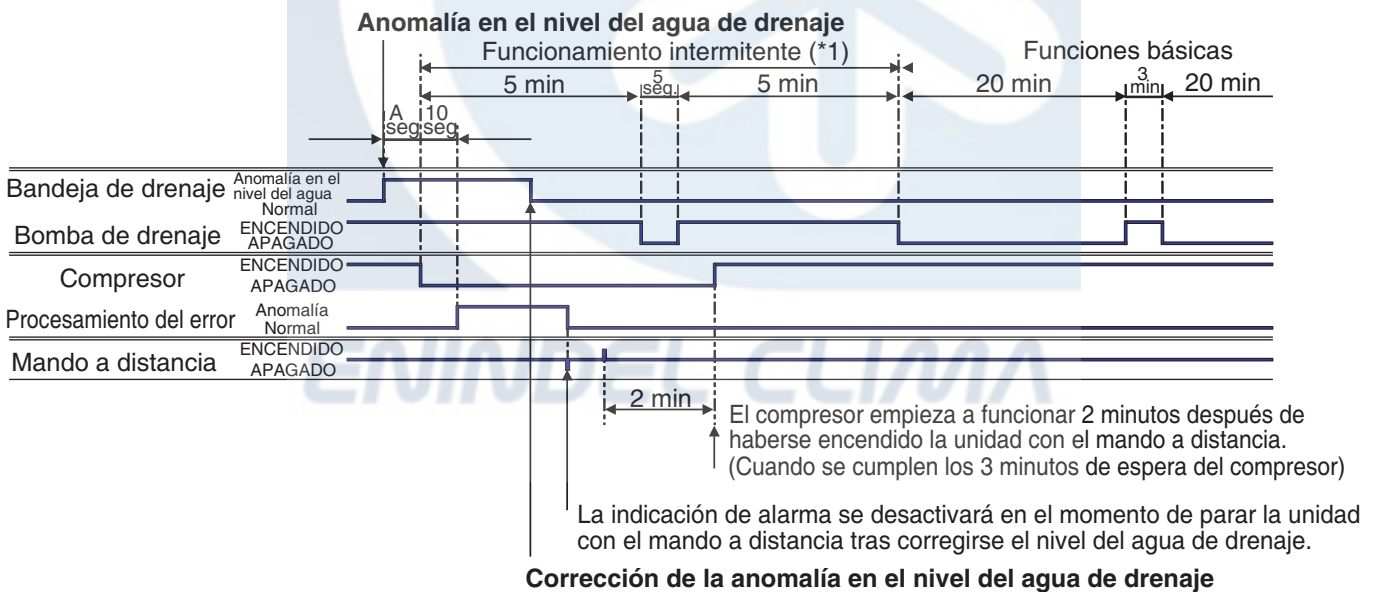 Anomalía en el nivel del agua de drenaje
Funcionamiento intermitente (*1)
Funciones básicas
5 min
5 seg.
5 min
20 min
3 min
20 min
A seg
10 seg
Bandeja de drenaje
Anomalía en el nivel del agua
Normal
Bomba de drenaje
ENCENDIDO
APAGADO
Compresor
ENCENDIDO
APAGADO
Procesamiento del error
Anomalía
Normal
Mando a distancia
ENCENDIDO
APAGADO
ENINDEL CLIMA
2 min
El compresor empieza a funcionar 2 minutos después de
haberse encendido la unidad con el mando a distancia.
(Cuando se cumplen los 3 minutos de espera del compresor)
La indicación de alarma se desactivará en el momento de parar la unidad
con el mando a distancia tras corregirse el nivel del agua de drenaje.
Corrección de la anomalía en el nivel del agua de drenaje